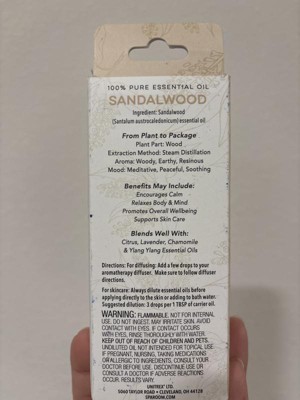 100% PURE ESSENTIAL OIL
SANDALWOOD
Ingredient: Sandalwood
(Santalum austrocaledonicum) essential oil
From Plant to Package
Plant Part: Wood
Extraction Method: Steam Distillation
Aroma: Woody, Earthy, Resinous
Mood: Meditative, Peaceful, Soothing
Benefits May Include:
Encourages Calm
Relaxes Body & Mind
Promotes Overall Wellbeing
Supports Skin Care
Blends Well With:
Citrus, Lavender, Chamomile
& Ylang Ylang Essential Oils
Directions: For diffusing: Add a few drops to your
aromatherapy diffuser. Make sure to follow diffuser
directions.
For skincare: Always dilute essential oils before
applying directly to the skin or adding to bath water.
Suggested dilution: 3 drops per 1 TBSP of carrier oil.
WARNING: FLAMMABLE. NOT FOR INTERNAL
USE. DO NOT INGEST. MAY IRRITATE SKIN. AVOID
CONTACT WITH EYES. IF CONTACT OCCURS
WITH EYES, RINSE THOROUGHLY WITH WATER.
KEEP OUT OF REACH OF CHILDREN AND PETS.
UNDILUTED OIL NOT INTENDED FOR TOPICAL USE.
IF PREGNANT, NURSING, TAKING MEDICATIONS
OR ALLERGIC TO INGREDIENTS, CONSULT YOUR
DOCTOR BEFORE USE. DISCONTINUE USE OR
CONSULT A DOCTOR IF ADVERSE REACTIONS
OCCUR. RESULTS VARY.
UNITREX LTD.
5060 TAYLOR ROAD • CLEVELAND, OH 44128
SPAROOM.COM